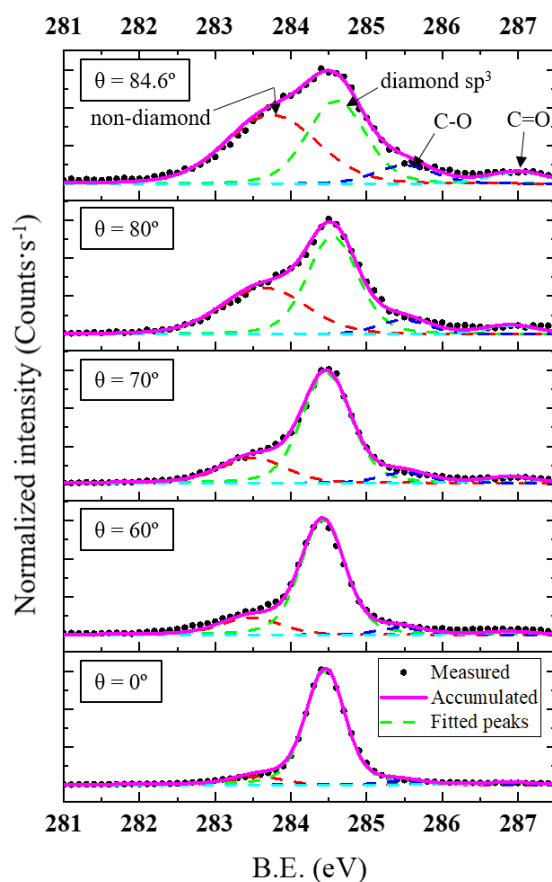 281 282 283 284 285 286 287
θ = 84.6º
non-diamond
diamond sp³
C-O
C=O
θ = 80º
θ = 70º
θ = 60º
θ = 0º
Measured
Accumulated
Fitted peaks
Normalized intensity (Counts·s⁻¹)
281 282 283 284 285 286 287
B.E. (eV)